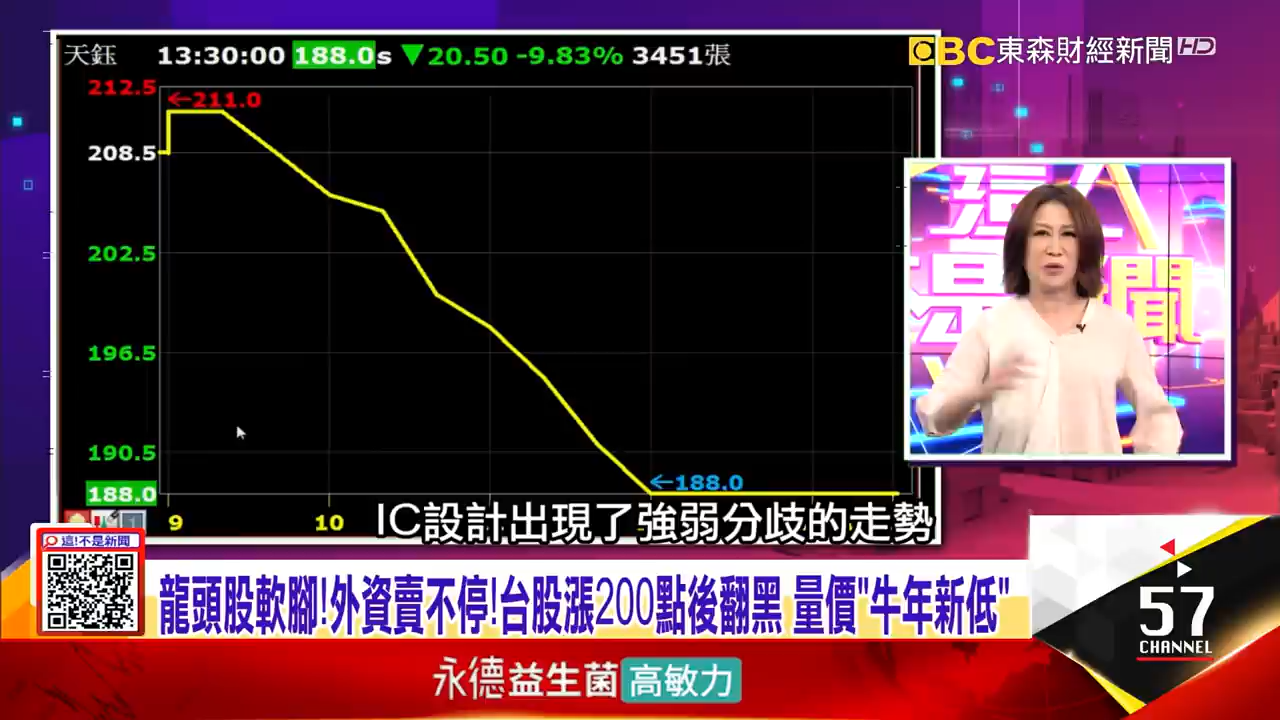 天鈺 13:30:00 188.0s ▼20.50 -9.83% 3451張
EBC東森財經新聞HD
212.5
←211.0
208.5
202.5
196.5
190.5
188.0
←188.0
9
10
IC設計出現了強弱分歧的走勢
這!不是新聞
龍頭股軟腳!外資賣不停!台股漲200點後翻黑 量價"牛年新低"
57
CHANNEL
永德益生菌 高敏力